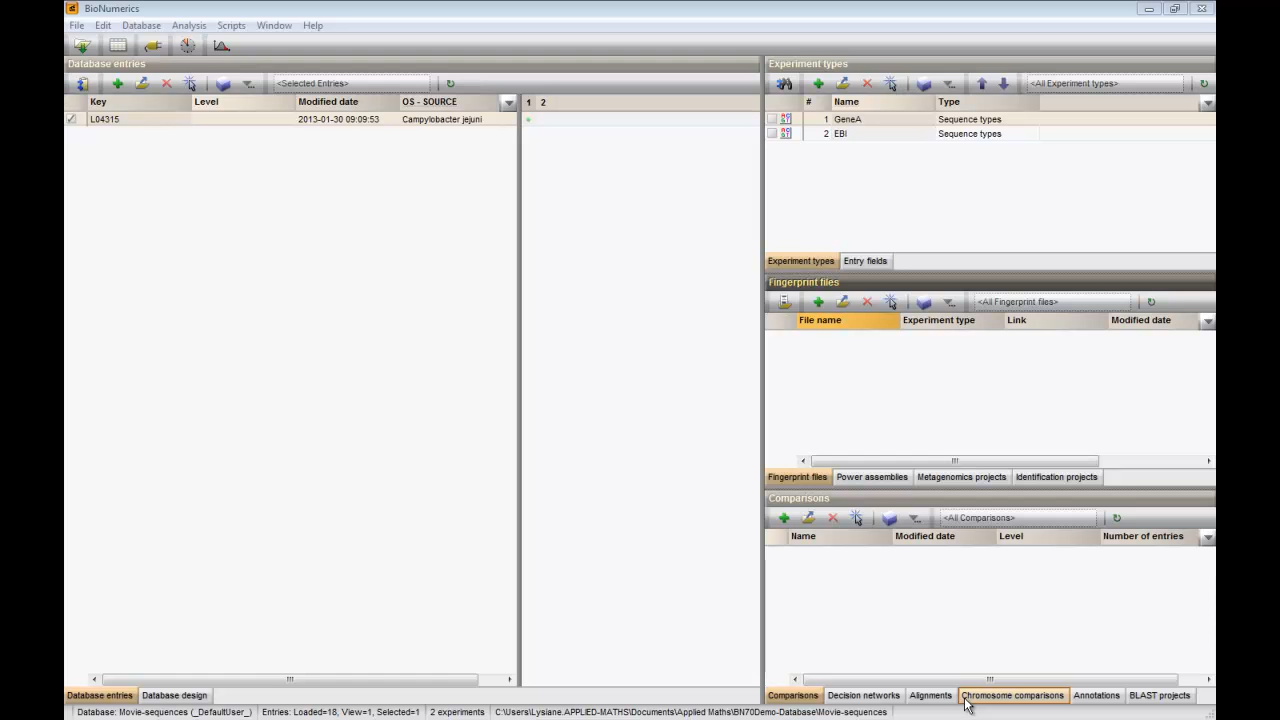 BioNumerics
File Edit Database Analysis Scripts Window Help
Database entries
<Selected Entries>
Key Level Modified date OS - SOURCE 1 2
L04315 2013-01-30 09:09:53 Campylobacter jejuni
Database entries Database design
Experiment types
<All Experiment types>
# Name Type
1 GeneA Sequence types
2 EBI Sequence types
Experiment types Entry fields
Fingerprint files
<All Fingerprint files>
File name Experiment type Link Modified date
Fingerprint files Power assemblies Metagenomics projects Identification projects
Comparisons
<All Comparisons>
Name Modified date Level Number of entries
Comparisons Decision networks Alignments Chromosome comparisons Annotations BLAST projects
Database: Movie-sequences (_DefaultUser_) Entries: Loaded=18, View=1, Selected=1 2 experiments C:\Users\Lysiane.APPLIED-MATHS\Documents\Applied Maths\BN70Demo-Database\Movie-sequences